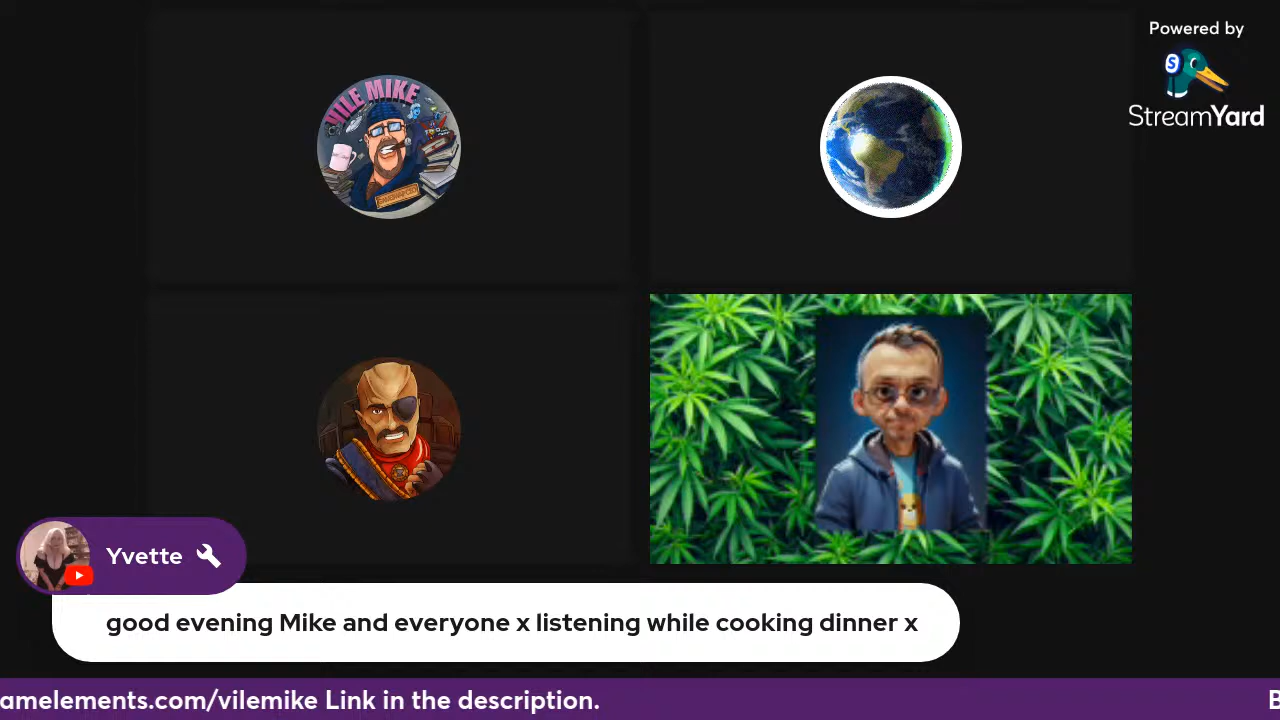 Powered by
StreamYard
VILE MIKE
Yvette
good evening Mike and everyone x listening while cooking dinner x
amelements.com/vilemike Link in the description.
B